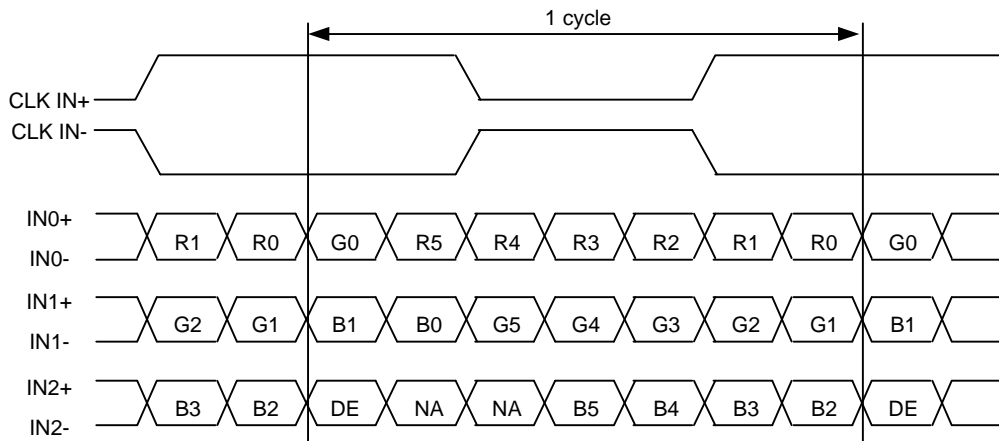 1 cycle
CLK IN+
CLK IN-
IN0+
R1 R0 G0 R5 R4 R3 R2 R1 R0 G0
IN0-
IN1+
G2 G1 B1 B0 G5 G4 G3 G2 G1 B1
IN1-
IN2+
B3 B2 DE NA NA B5 B4 B3 B2 DE
IN2-